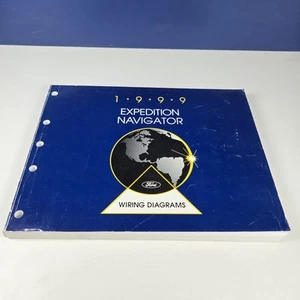 1·9·9·9
EXPEDITION
NAVIGATOR
Ford
WIRING DIAGRAMS